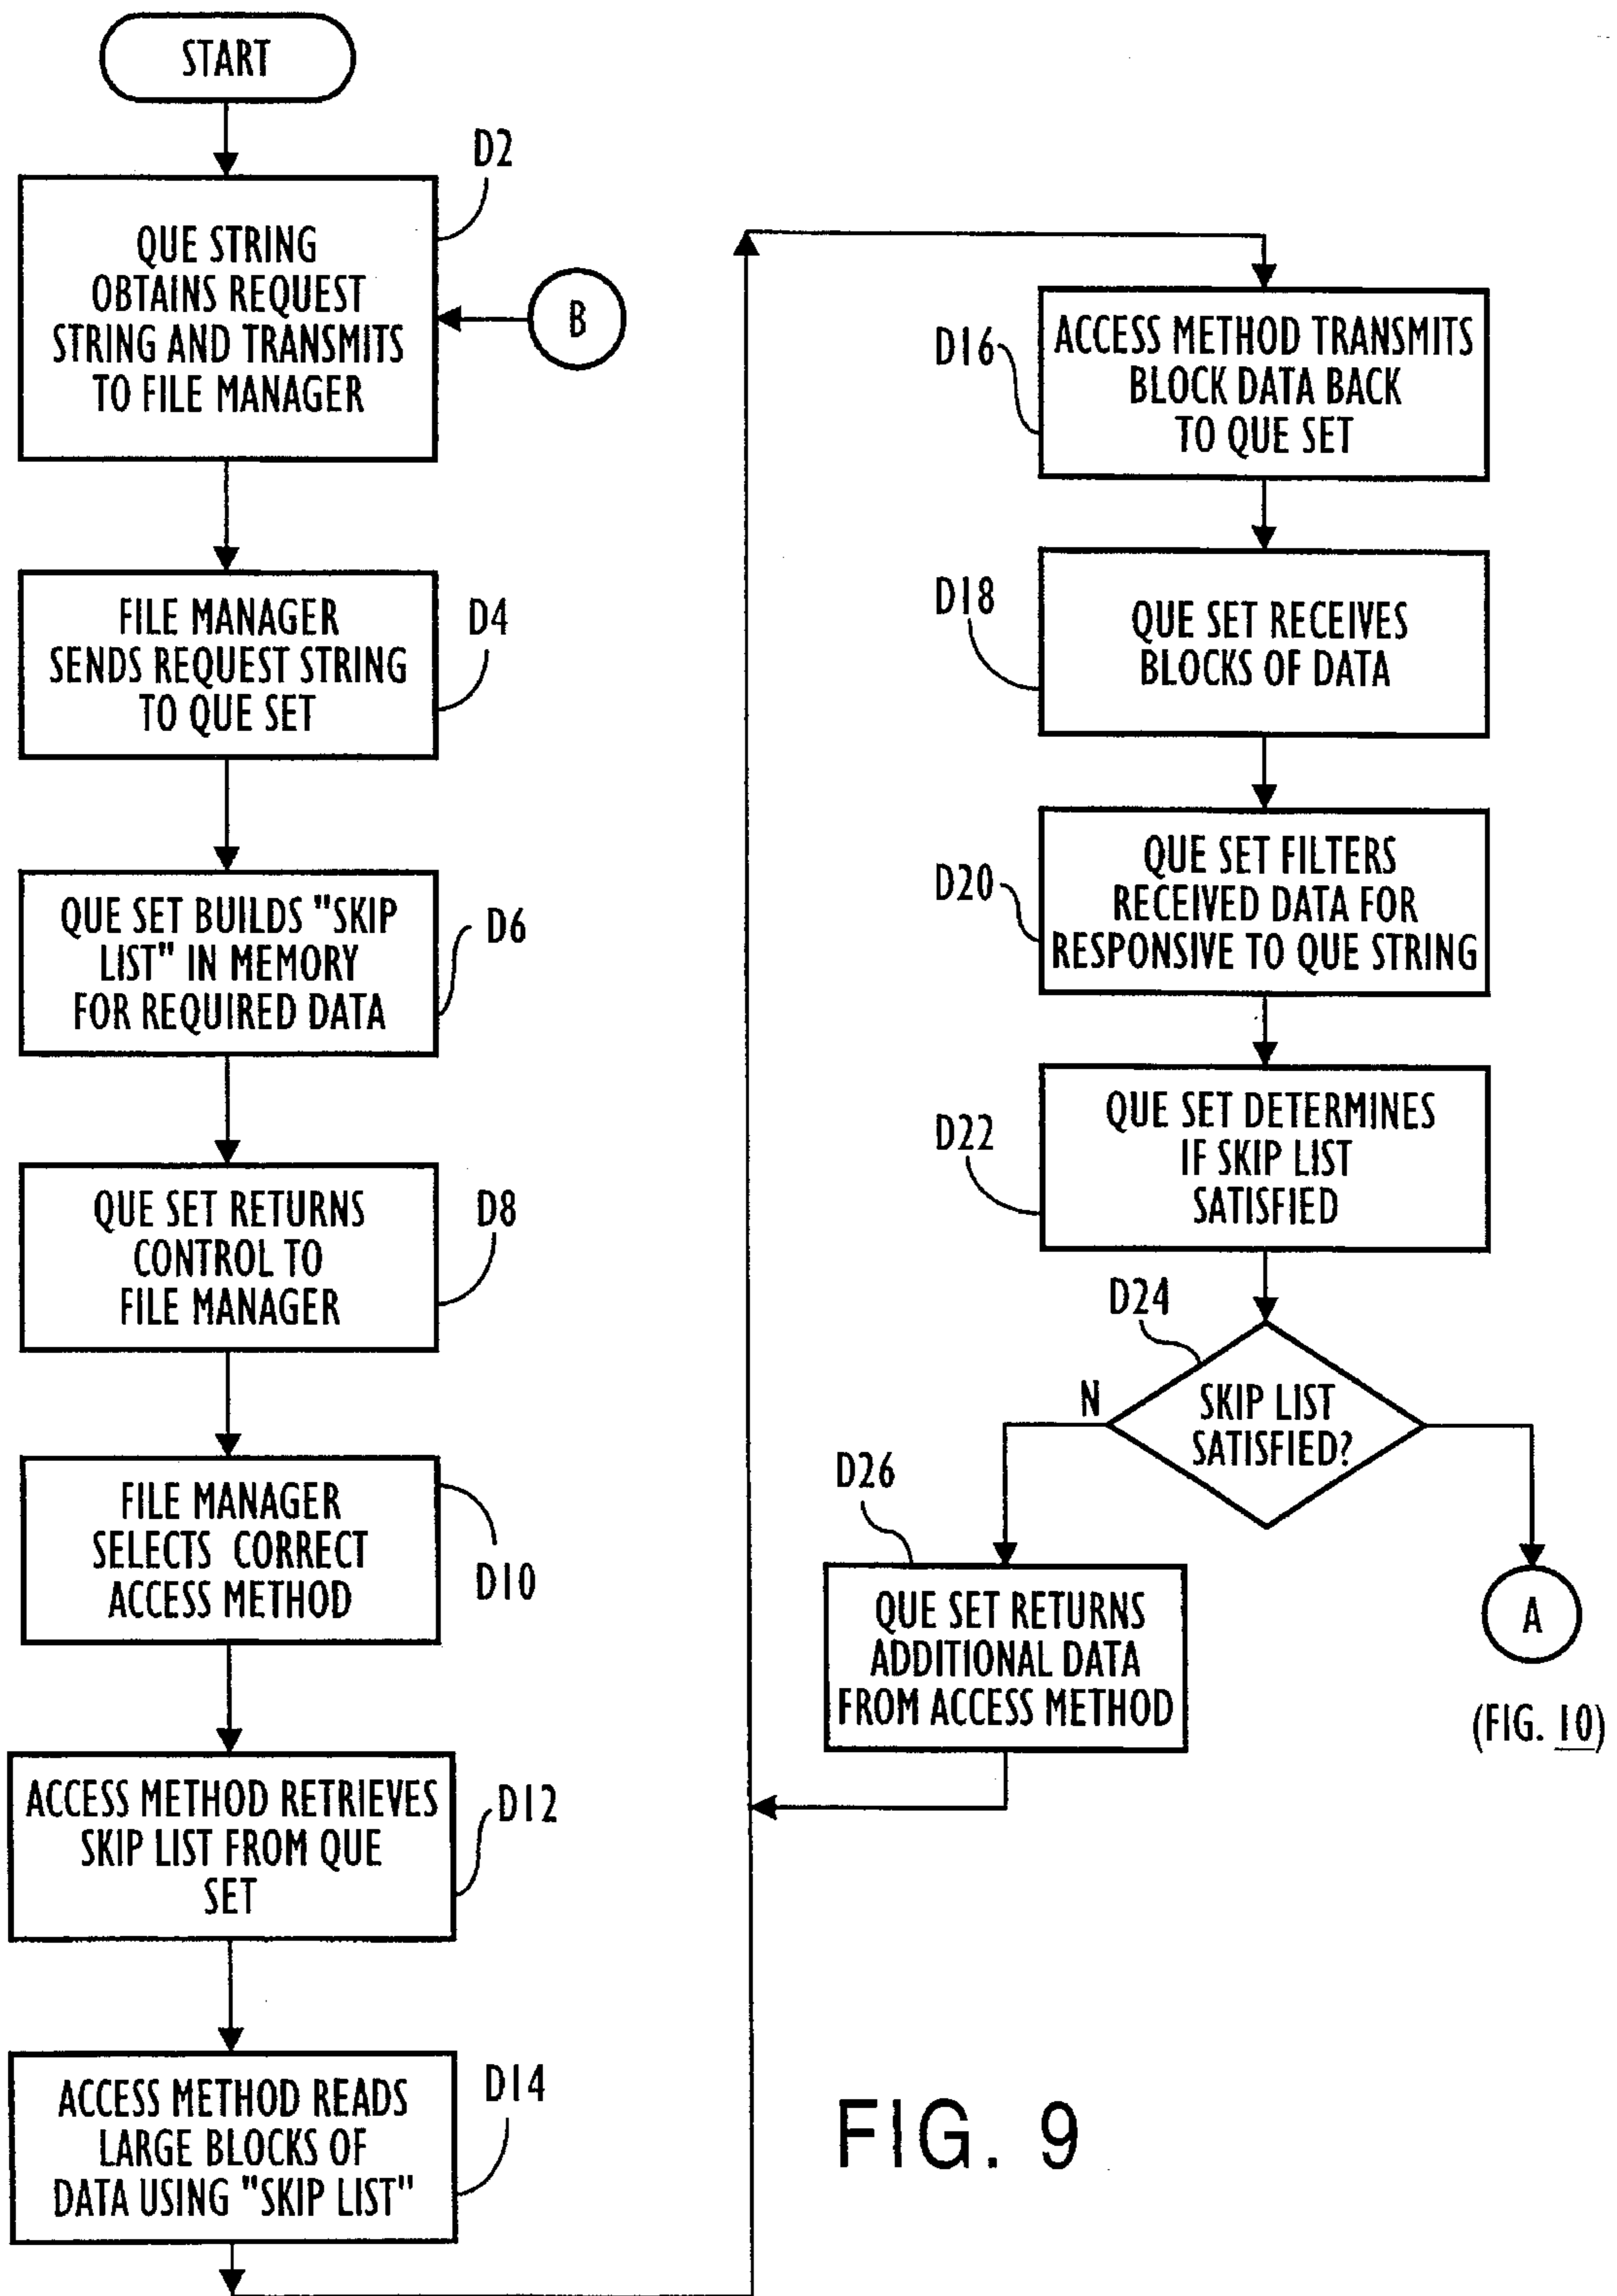 START
D2
QUE STRING
OBTAINS REQUEST
STRING AND TRANSMITS
TO FILE MANAGER
B
FILE MANAGER
SENDS REQUEST STRING
TO QUE SET
D4
QUE SET BUILDS "SKIP
LIST" IN MEMORY
FOR REQUIRED DATA
D6
QUE SET RETURNS
CONTROL TO
FILE MANAGER
D8
FILE MANAGER
SELECTS CORRECT
ACCESS METHOD
D10
ACCESS METHOD RETRIEVES
SKIP LIST FROM QUE
SET
D12
ACCESS METHOD READS
LARGE BLOCKS OF
DATA USING "SKIP LIST"
D14
D16
ACCESS METHOD TRANSMITS
BLOCK DATA BACK
TO QUE SET
D18
QUE SET RECEIVES
BLOCKS OF DATA
D20
QUE SET FILTERS
RECEIVED DATA FOR
RESPONSIVE TO QUE STRING
D22
QUE SET DETERMINES
IF SKIP LIST
SATISFIED
D24
N
SKIP LIST
SATISFIED?
D26
QUE SET RETURNS
ADDITIONAL DATA
FROM ACCESS METHOD
A
(FIG. 10)
FIG. 9